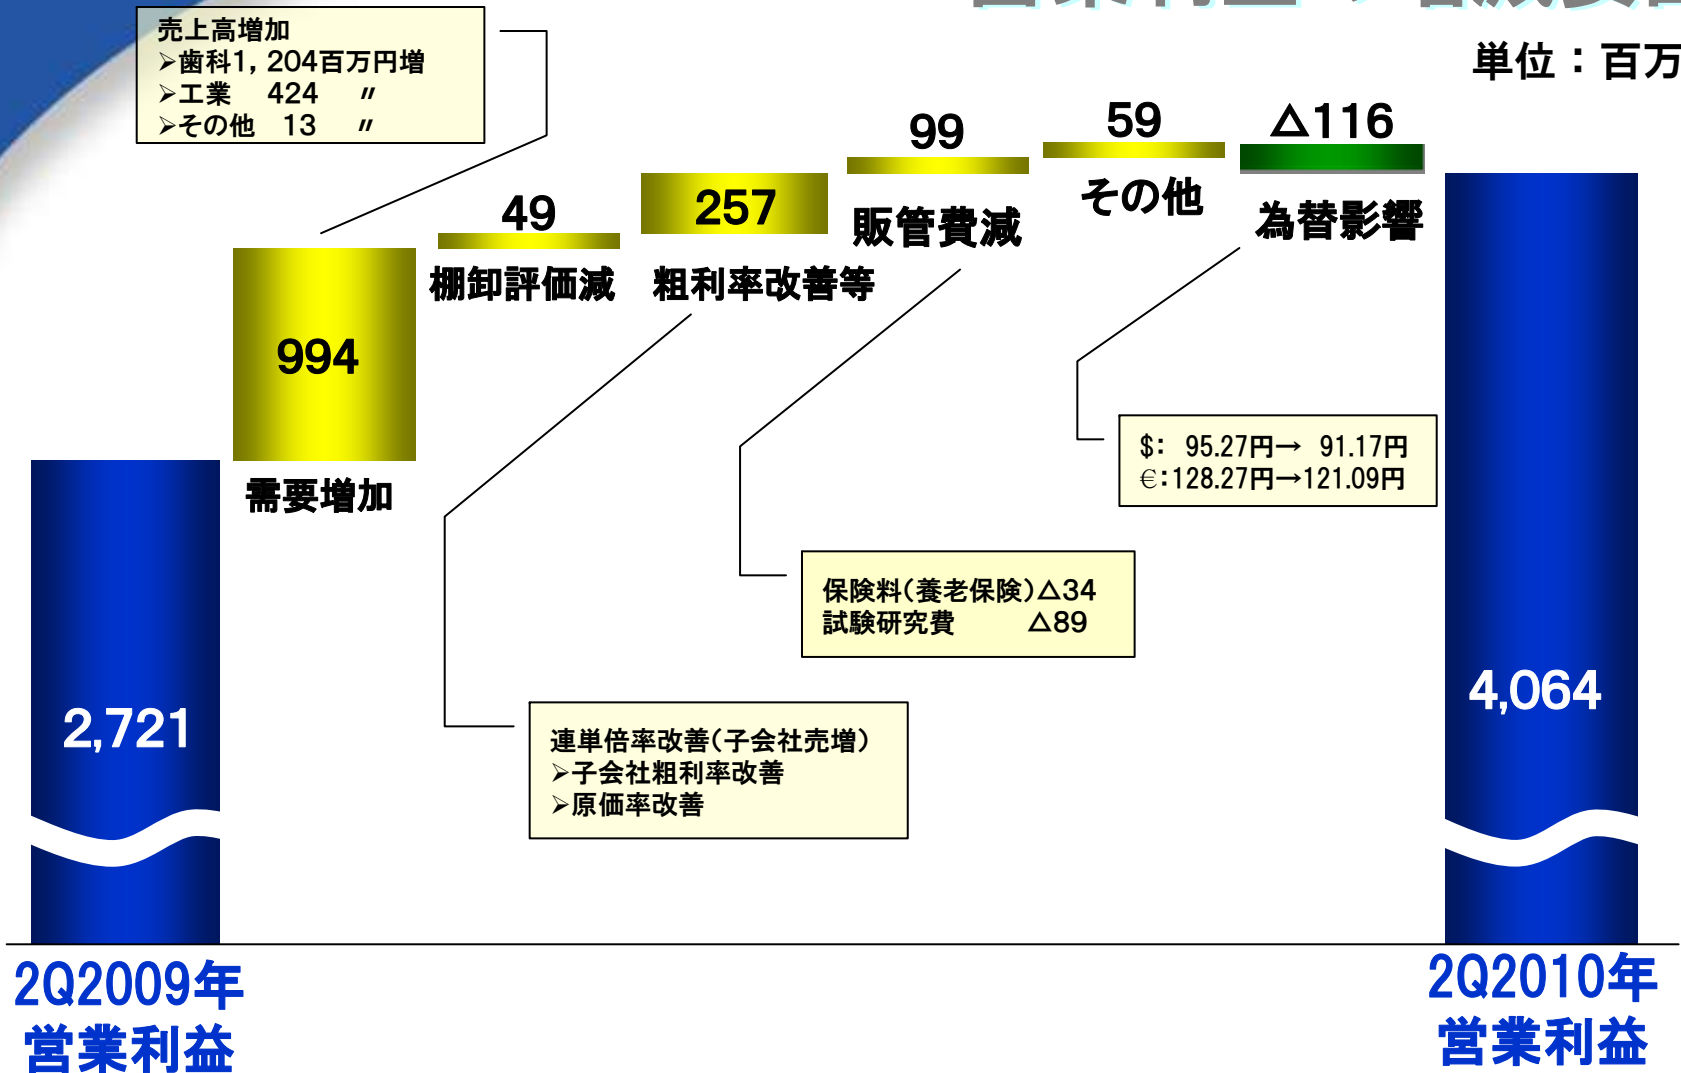 単位：百万
売上高増加
➢歯科1，204百万円増
➢工業　424　〃
➢その他　13　〃
994
需要増加
49
棚卸評価減
257
粗利率改善等
99
販管費減
59
その他
△116
為替影響
$： 95.27円→ 91.17円
€：128.27円→121.09円
保険料（養老保険）△34
試験研究費　　△89
連単倍率改善（子会社売増）
➢子会社粗利率改善
➢原価率改善
2,721
4,064
2Q2009年
営業利益
2Q2010年
営業利益